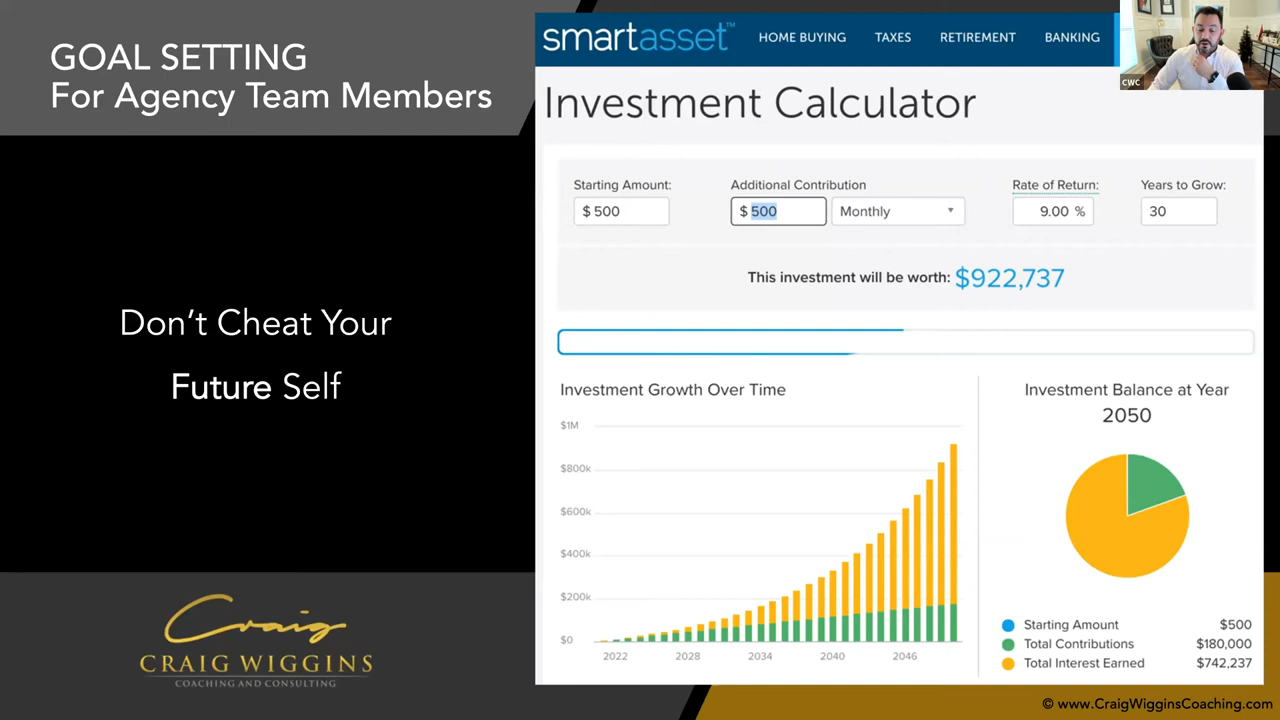 GOAL SETTING
For Agency Team Members
Don't Cheat Your
Future Self
Craig
CRAIG WIGGINS
COACHING AND CONSULTING
smartasset™
HOME BUYING TAXES RETIREMENT BANKING
CWC
Investment Calculator
Starting Amount: Additional Contribution Rate of Return: Years to Grow:
$ 500 $ 500 Monthly 9.00 % 30
This investment will be worth: $922,737
Investment Growth Over Time
$1M
$800k
$600k
$400k
$200k
$0
2022 2028 2034 2040 2046
Investment Balance at Year
2050
Starting Amount $500
Total Contributions $180,000
Total Interest Earned $742,237
© www.CraigWigginsCoaching.com